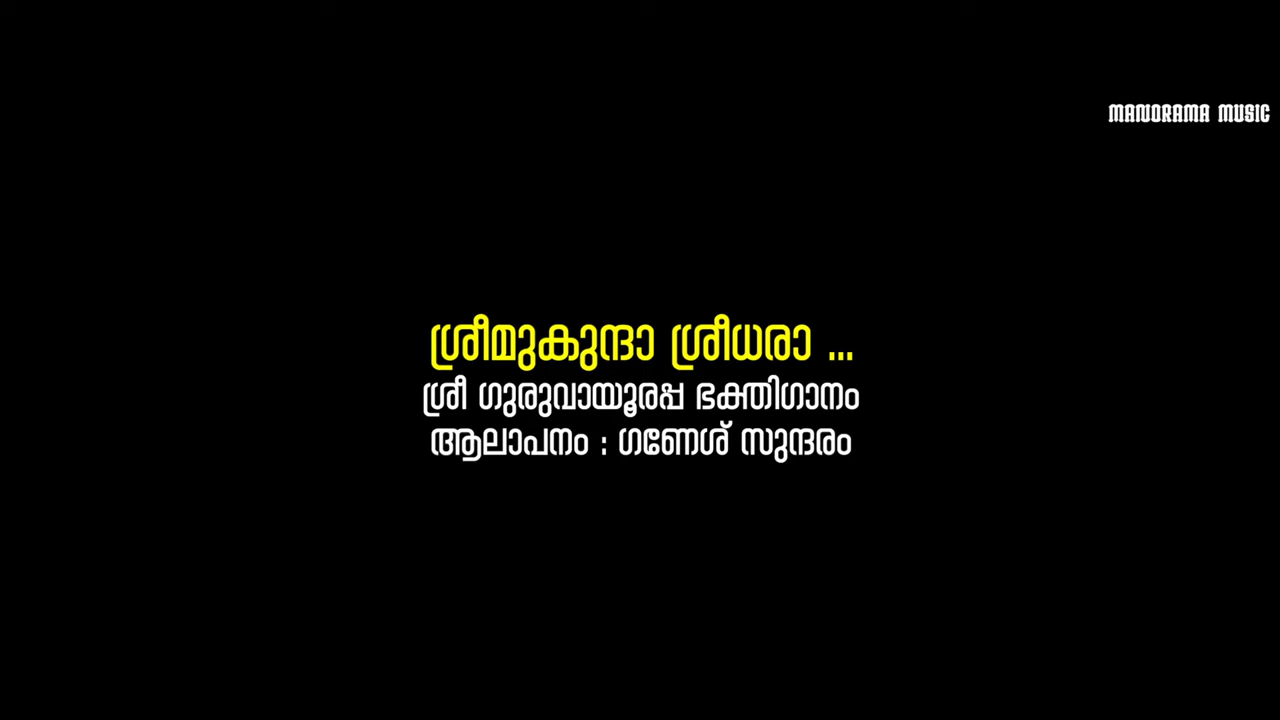 MANORAMA MUSIC
ശ്രീമുകുന്ദാ ശ്രീധരാ ...
ശ്രീ ഗുരുവായൂരപ്പ ഭക്തിഗാനം
ആലാപനം : ഗണേശ് സുന്ദരം